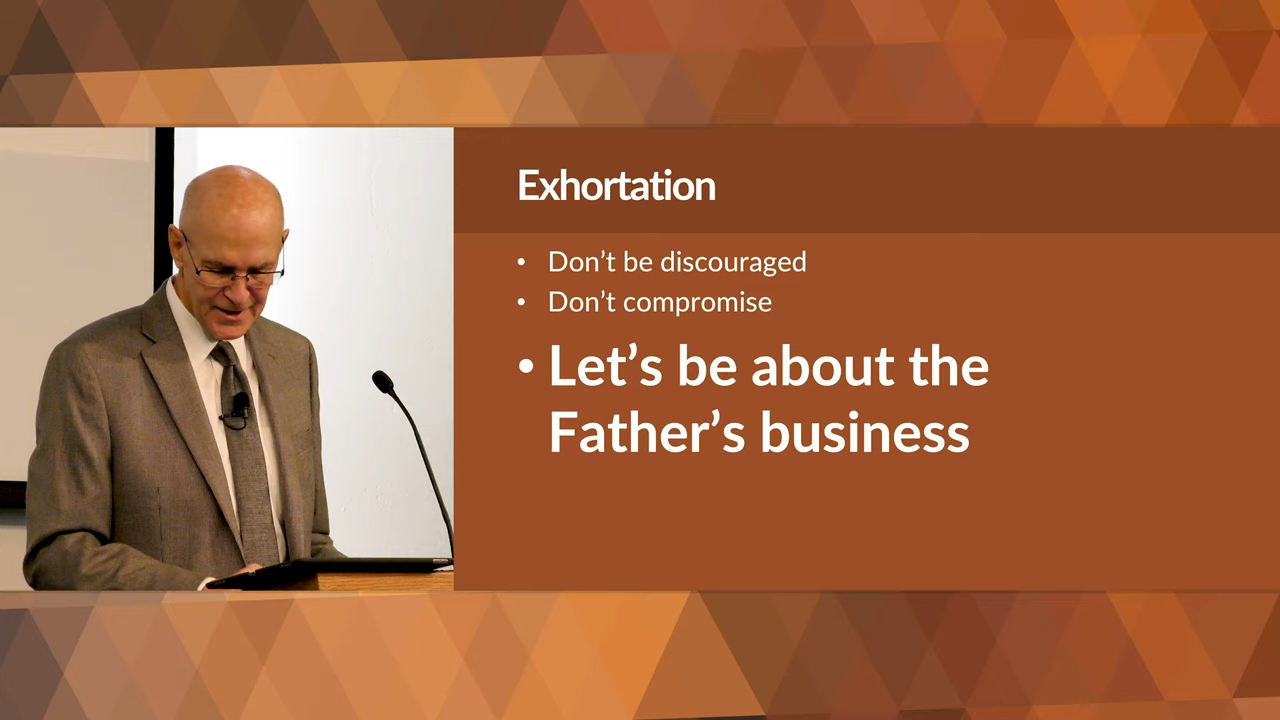 Exhortation
• Don’t be discouraged
• Don’t compromise
• Let’s be about the
Father’s business